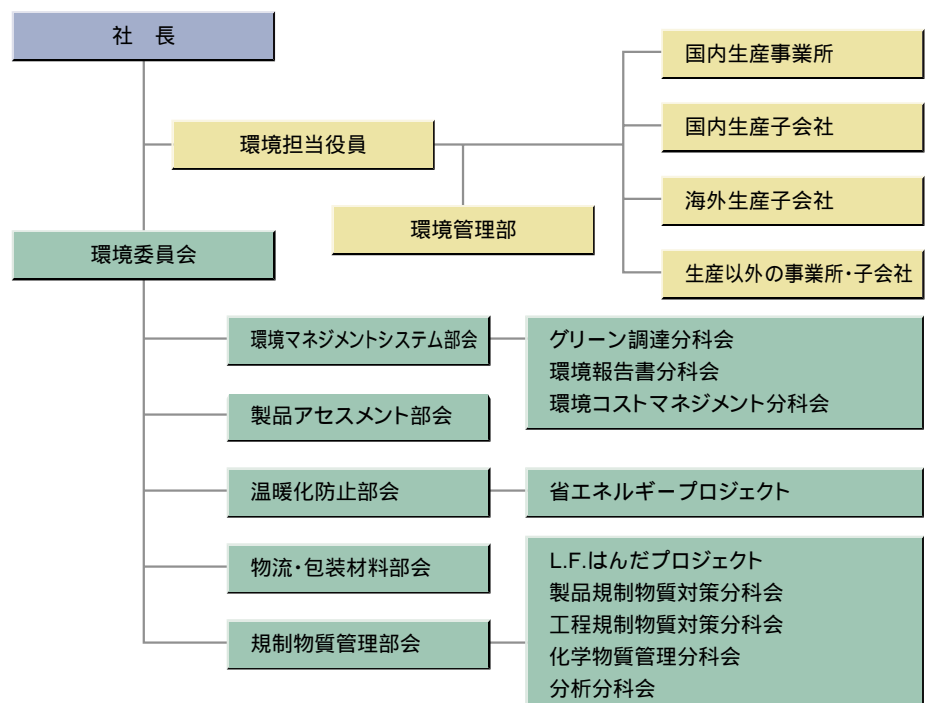 社　長
環境担当役員
環境管理部
国内生産事業所
国内生産子会社
海外生産子会社
生産以外の事業所・子会社
環境委員会
環境マネジメントシステム部会
グリーン調達分科会
環境報告書分科会
環境コストマネジメント分科会
製品アセスメント部会
温暖化防止部会
省エネルギープロジェクト
物流・包装材料部会
規制物質管理部会
L.F.はんだプロジェクト
製品規制物質対策分科会
工程規制物質対策分科会
化学物質管理分科会
分析分科会